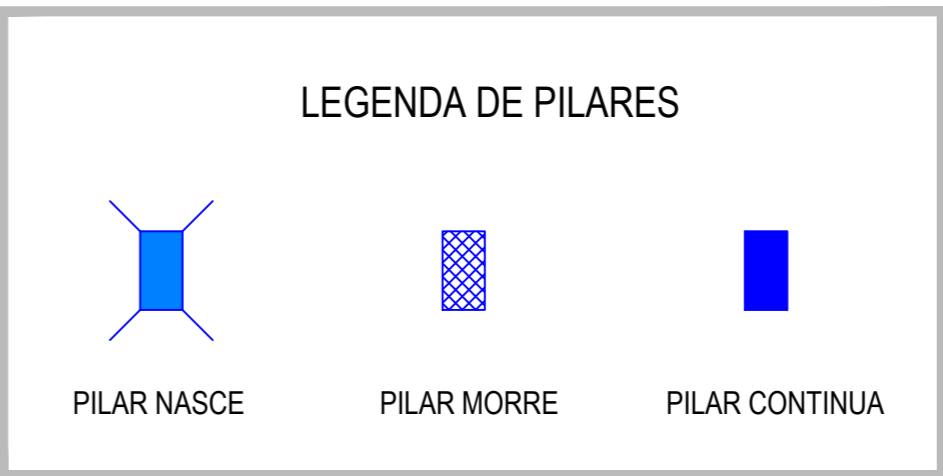 LEGENDA DE PILARES
PILAR NASCE
PILAR MORRE
PILAR CONTINUA